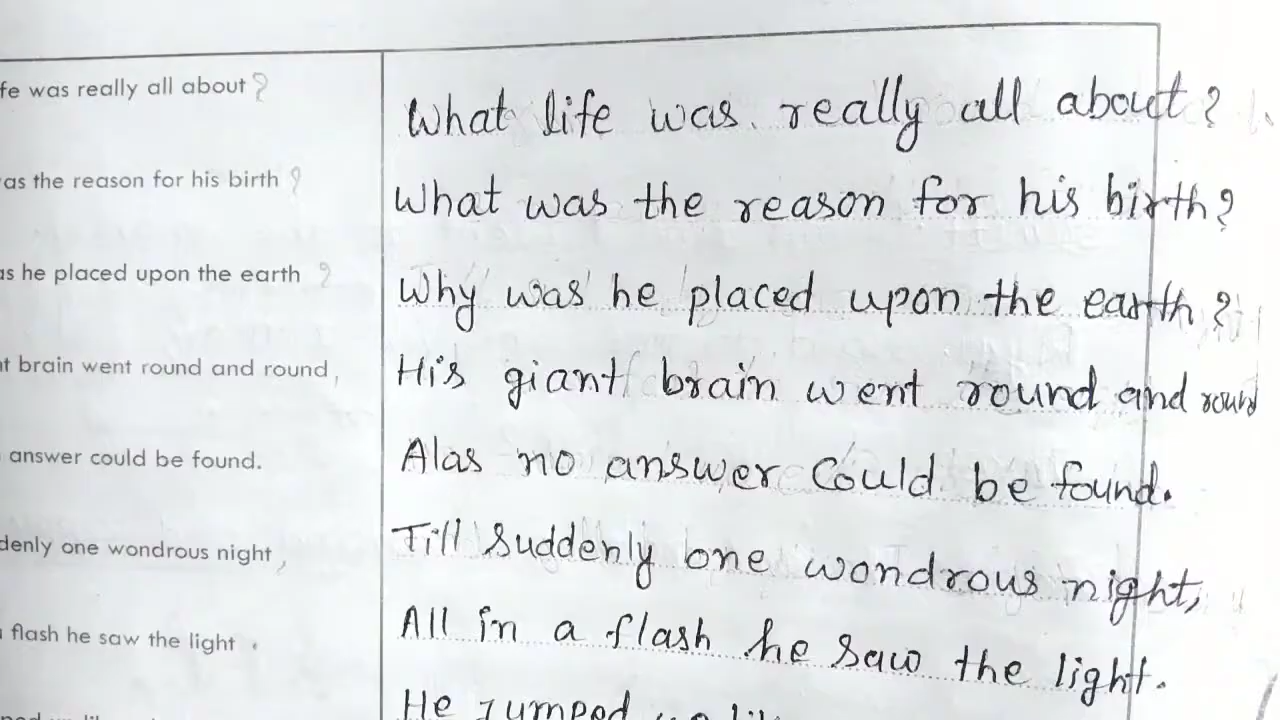 fe was really all about ?
What life was really all about?
as the reason for his birth ?
What was the reason for his birth?
as he placed upon the earth ?
Why was he placed upon the earth?
nt brain went round and round,
His giant brain went round and round
answer could be found.
Alas no answer Could be found.
denly one wondrous night,
Till suddenly one wondrous night,
flash he saw the light.
All in a flash he saw the light.
He jumped